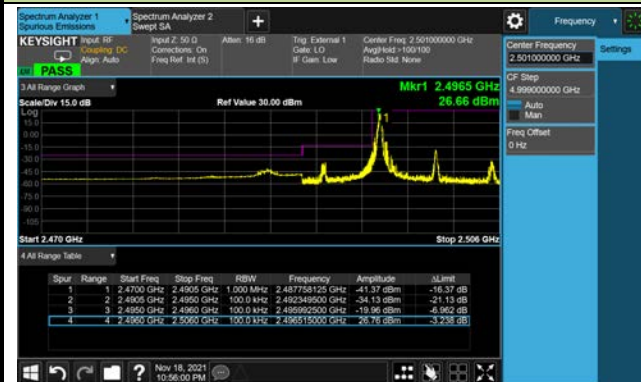 Spectrum Analyzer 1
Spurious Emissions
Spectrum Analyzer 2
Swept SA
Frequency
KEYSIGHT
Input: RF
Coupling: DC
Align: Auto
Input Z: 50 Ω
Corrections: On
Freq Ref: Int (S)
Atten: 16 dB
Trig: External 1
Gate: LO
IF Gain: Low
Center Freq: 2.501000000 GHz
Avg|Hold:>100/100
Radio Std: None
PASS
Center Frequency
2.501000000 GHz
Settings
CF Step
4.999000000 GHz
Auto
Man
Freq Offset
0 Hz
3 All Range Graph
Mkr1 2.4965 GHz
26.66 dBm
Scale/Div 15.0 dB
Ref Value 30.00 dBm
Log
15.0
0.00
-15.0
-30.0
-45.0
-60.0
-75.0
-90.0
-105
1
Start 2.470 GHz
Stop 2.506 GHz
4 All Range Table
Spur Range Start Freq Stop Freq RBW Frequency Amplitude ΔLimit
1 1 2.4700 GHz 2.4905 GHz 1.000 MHz 2.487758125 GHz -41.37 dBm -16.37 dB
2 2 2.4905 GHz 2.4950 GHz 100.0 kHz 2.492349500 GHz -34.13 dBm -21.13 dB
3 3 2.4950 GHz 2.4960 GHz 100.0 kHz 2.495992500 GHz -19.96 dBm -6.962 dB
4 4 2.4960 GHz 2.5060 GHz 100.0 kHz 2.496515000 GHz 26.76 dBm -3.238 dB
Nov 18, 2021
10:56:00 PM